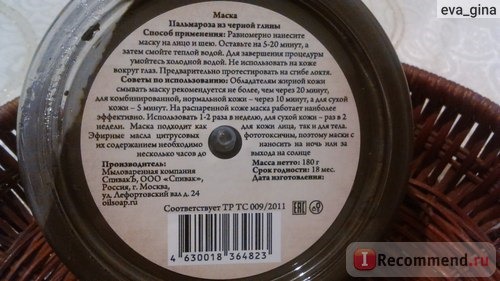 eva_gina
Маска
Пальмароза из черной глины
Способ применения: Равномерно нанесите
маску на лицо и шею. Оставить на 5-20 минут, а
затем смойте теплой водой. Для завершения процедуры
умойтесь холодной водой. Не использовать на коже
вокруг глаз. Предварительно протестировать на сгибе локтя.
Советы по использованию: Обладателям жирной кожи
смывать маску рекомендуется не более, чем через 20 минут,
для комбинированной, нормальной кожи – через 10 минут, а для сухой
кожи – 5 минут. На распаренной коже маска работает наиболее
эффективно. Использовать 1-2 раза в неделю, для сухой кожи – раз в 2
недели. Маска подходит как для кожи лица, так и для тела.
Эфирные масла цитрусовых фототоксичны, поэтому маски с
их содержанием необходимо наносить на ночь или за
несколько часов до выхода на солнце
Производитель:
Мыловаренная компания
СпивакЪ, ООО «Спивак»,
Россия, г. Москва,
ул. Лефортовский вал д. 24
oilsoap.ru
Масса нетто: 180 г
Срок годности: 18 мес.
Дата изготовления:
Соответствует ТР ТС 009/2011
EAC
4 630018 364823
I Recommend.ru